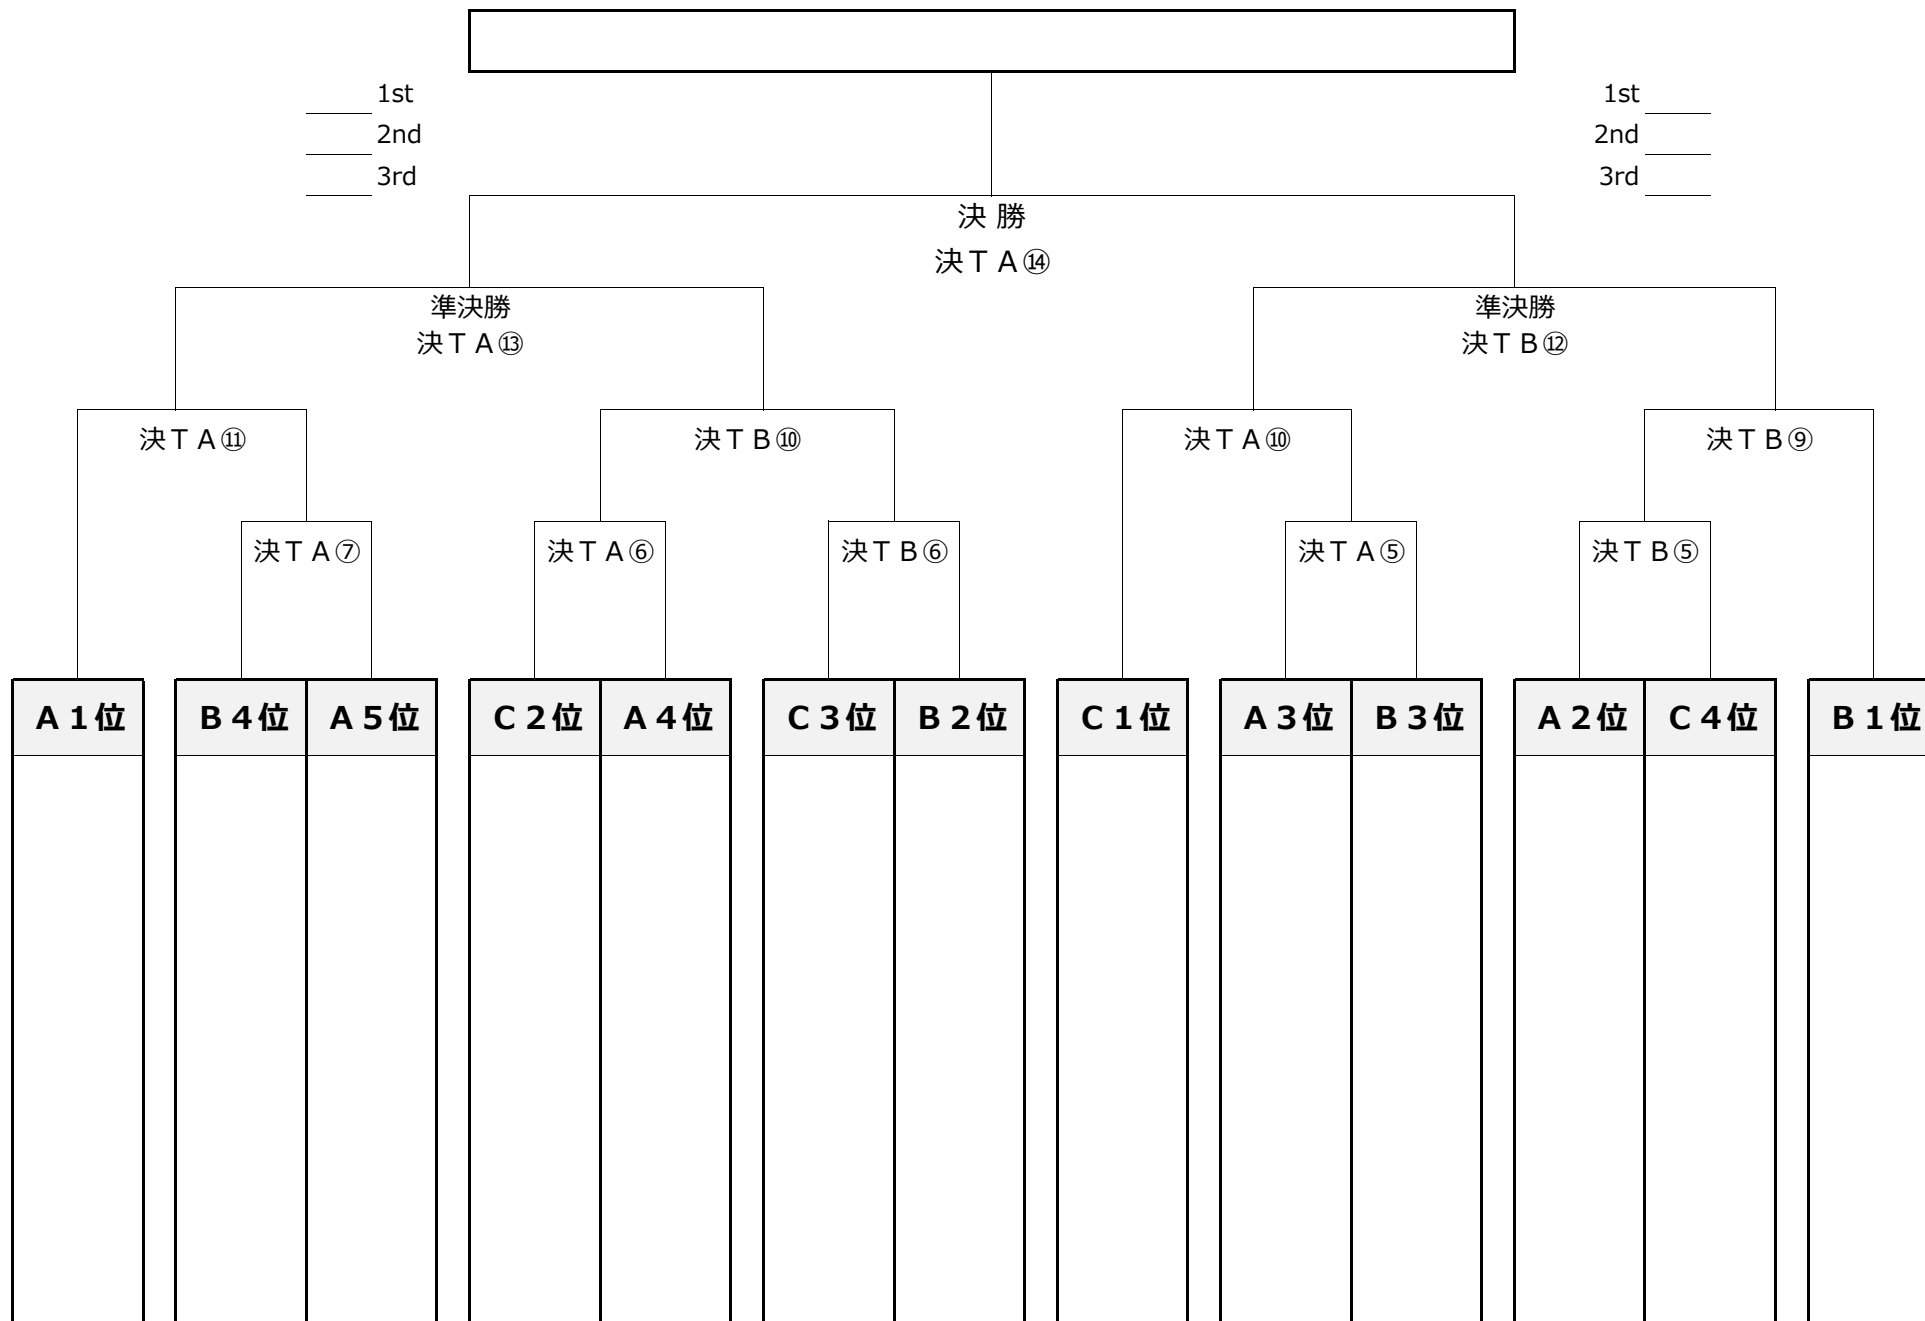 1st 1st
2nd 2nd
3rd 3rd
決 勝
決ＴＡ⑭
準決勝 準決勝
決ＴＡ⑬ 決ＴＢ⑫
決ＴＡ⑪ 決ＴＢ⑩ 決ＴＡ⑩ 決ＴＢ⑨
決ＴＡ⑦ 決ＴＡ⑥ 決ＴＢ⑥ 決ＴＡ⑤ 決ＴＢ⑤
Ａ１位 Ｂ４位 Ａ５位 Ｃ２位 Ａ４位 Ｃ３位 Ｂ２位 Ｃ１位 Ａ３位 Ｂ３位 Ａ２位 Ｃ４位 Ｂ１位